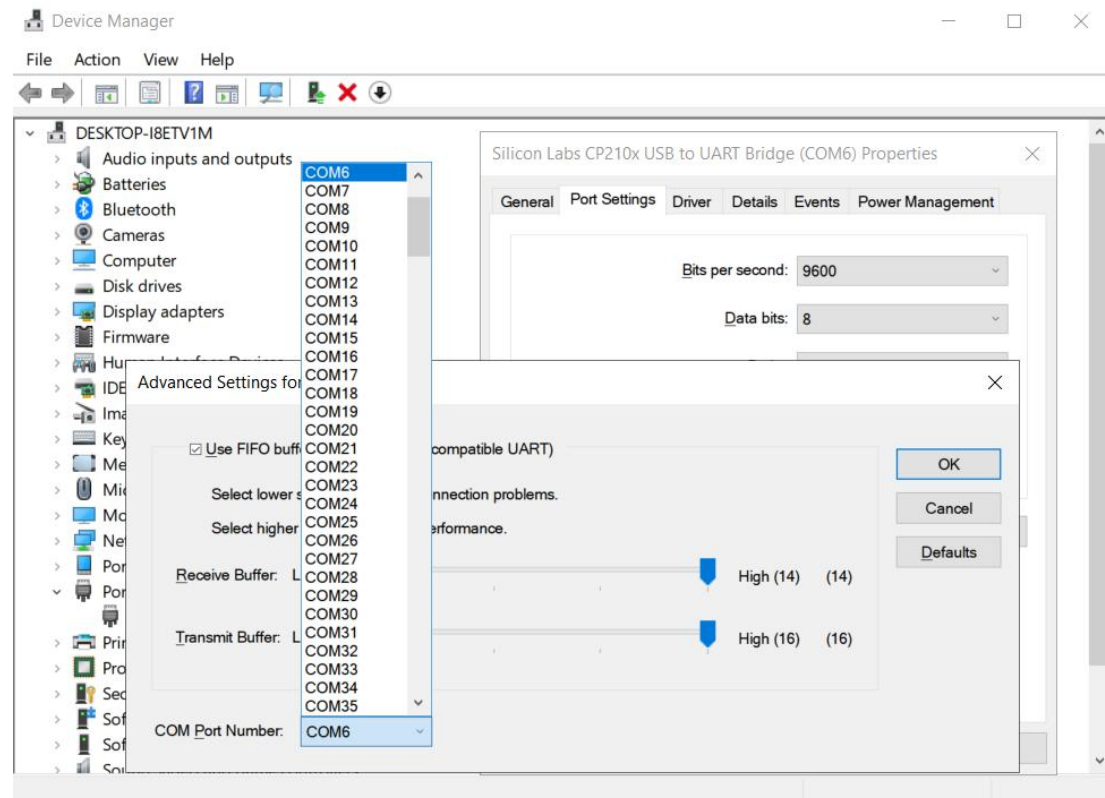 Device Manager
File Action View Help
DESKTOP-I8ETV1M
Audio inputs and outputs
Batteries
Bluetooth
Cameras
Computer
Disk drives
Display adapters
Firmware
IDE
Silicon Labs CP210x USB to UART Bridge (COM6) Properties
General Port Settings Driver Details Events Power Management
Bits per second: 9600
Data bits: 8
Advanced Settings for
Use FIFO buff
compatible UART)
Select lower s
nnection problems.
Select higher
erformance.
Receive Buffer: L
High (14) (14)
Transmit Buffer: L
High (16) (16)
COM Port Number: COM6
OK
Cancel
Defaults
COM6
COM7
COM8
COM9
COM10
COM11
COM12
COM13
COM14
COM15
COM16
COM17
COM18
COM19
COM20
COM21
COM22
COM23
COM24
COM25
COM26
COM27
COM28
COM29
COM30
COM31
COM32
COM33
COM34
COM35